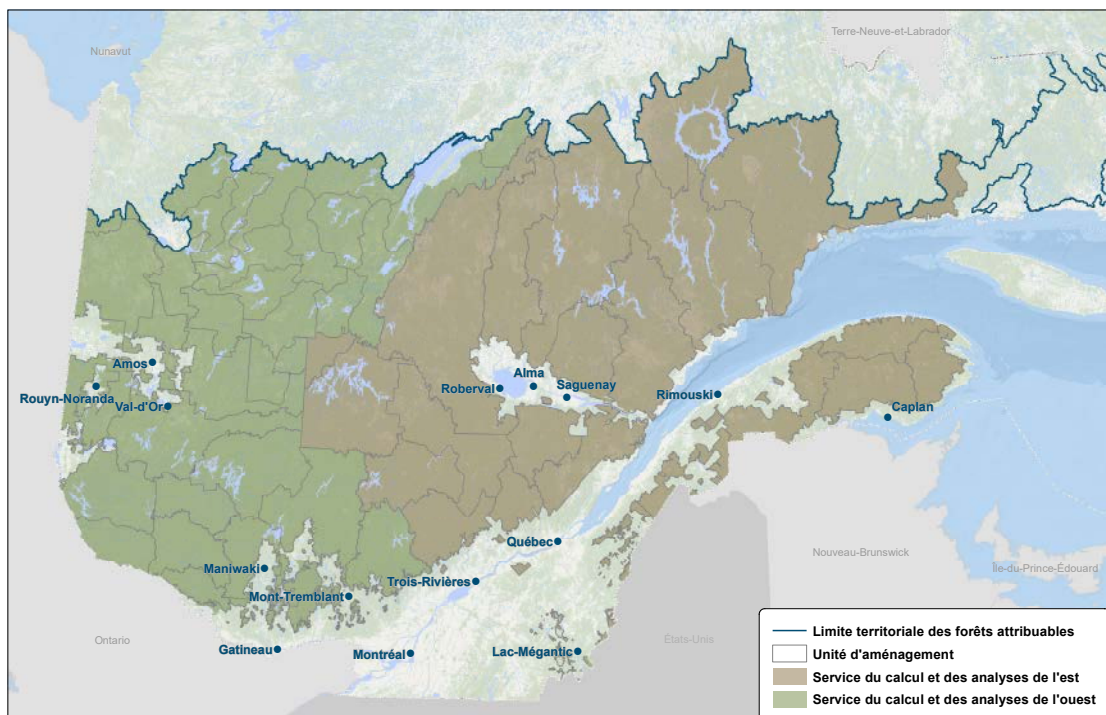 Nunavut
Terre-Neuve-et-Labrador
Amos
Rouyn-Noranda
Val-d'Or
Roberval
Alma
Saguenay
Rimouski
Caplan
Québec
Maniwaki
Mont-Tremblant
Trois-Rivières
Nouveau-Brunswick
Île-du-Prince-Édouard
Ontario
Gatineau
Montréal
Lac-Mégantic
États-Unis
Limite territoriale des forêts attribuables
Unité d'aménagement
Service du calcul et des analyses de l'est
Service du calcul et des analyses de l'ouest